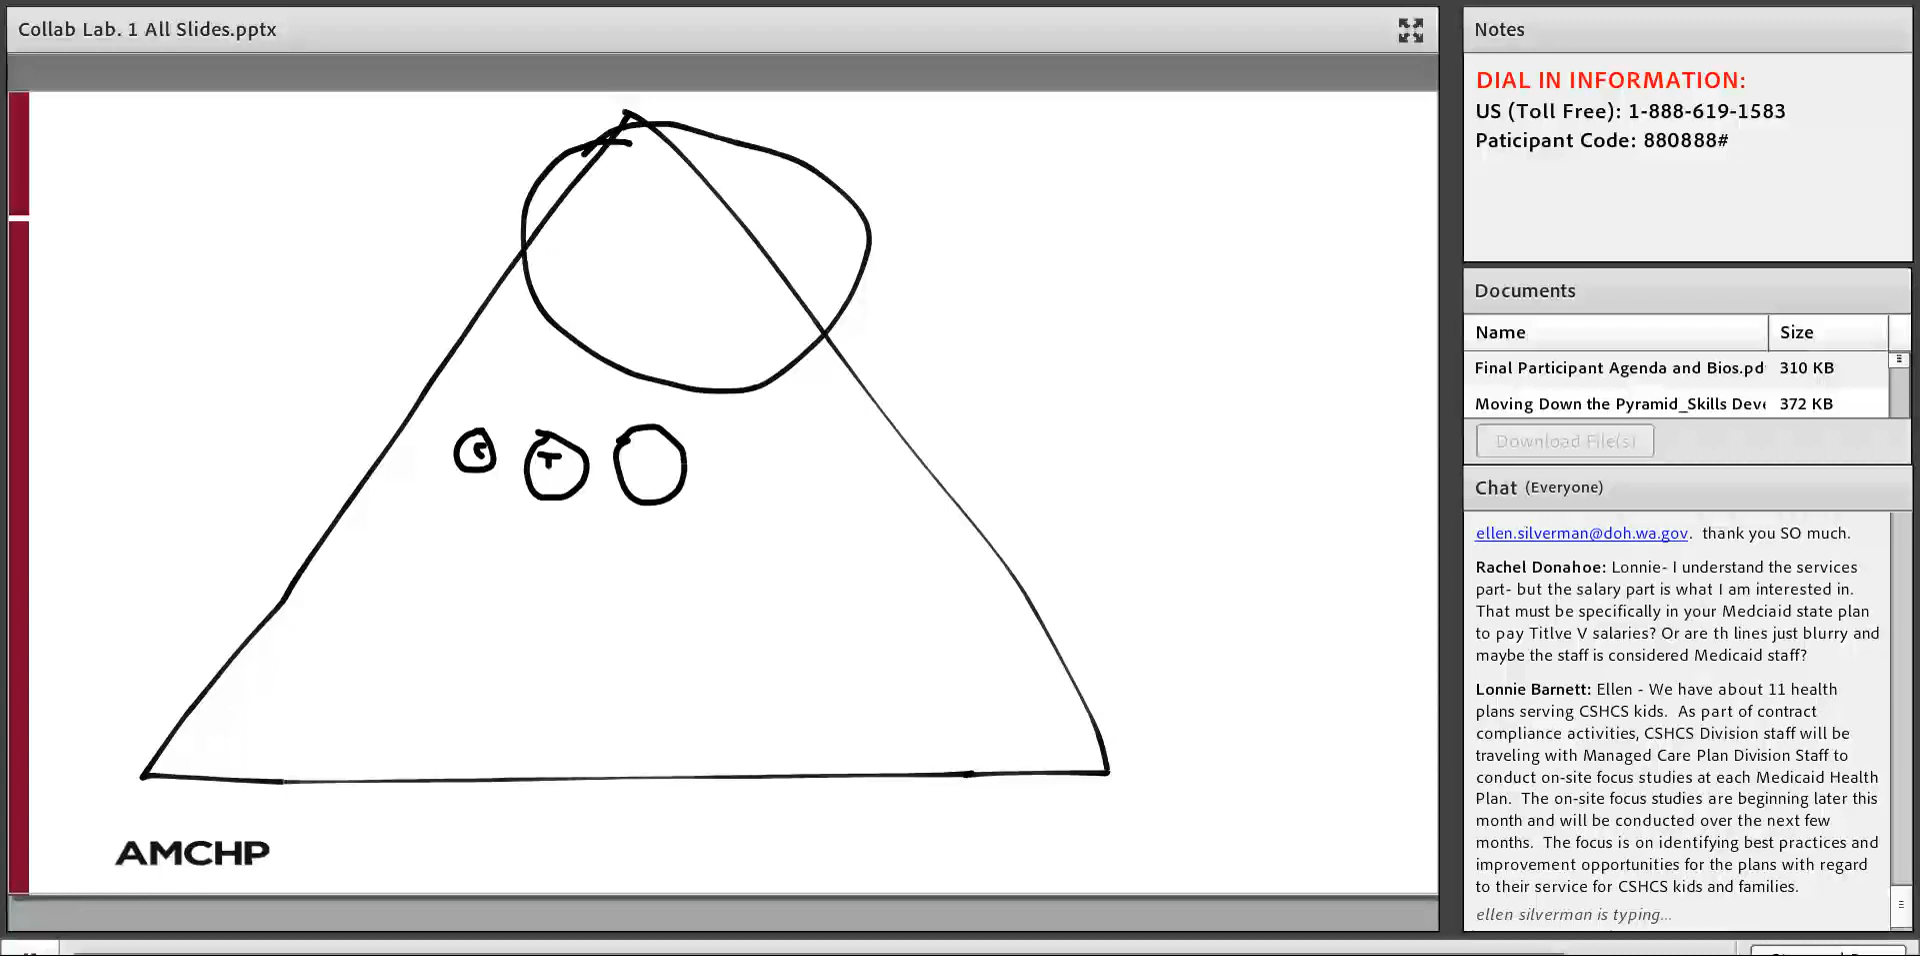 Collab Lab. 1 All Slides.pptx
T
AMCHP
Notes
DIAL IN INFORMATION:
US (Toll Free): 1-888-619-1583
Paticipant Code: 880888#
Documents
Name Size
Final Participant Agenda and Bios.pd 310 KB
Moving Down the Pyramid_Skills Deve 372 KB
Download File(s)
Chat (Everyone)
ellen.silverman@doh.wa.gov. thank you SO much.
Rachel Donahoe: Lonnie- I understand the services
part- but the salary part is what I am interested in.
That must be specifically in your Medciaid state plan
to pay Titlve V salaries? Or are th lines just blurry and
maybe the staff is considered Medicaid staff?
Lonnie Barnett: Ellen - We have about 11 health
plans serving CSHCS kids. As part of contract
compliance activities, CSHCS Division staff will be
traveling with Managed Care Plan Division Staff to
conduct on-site focus studies at each Medicaid Health
Plan. The on-site focus studies are beginning later this
month and will be conducted over the next few
months. The focus is on identifying best practices and
improvement opportunities for the plans with regard
to their service for CSHCS kids and families.
ellen silverman is typing...